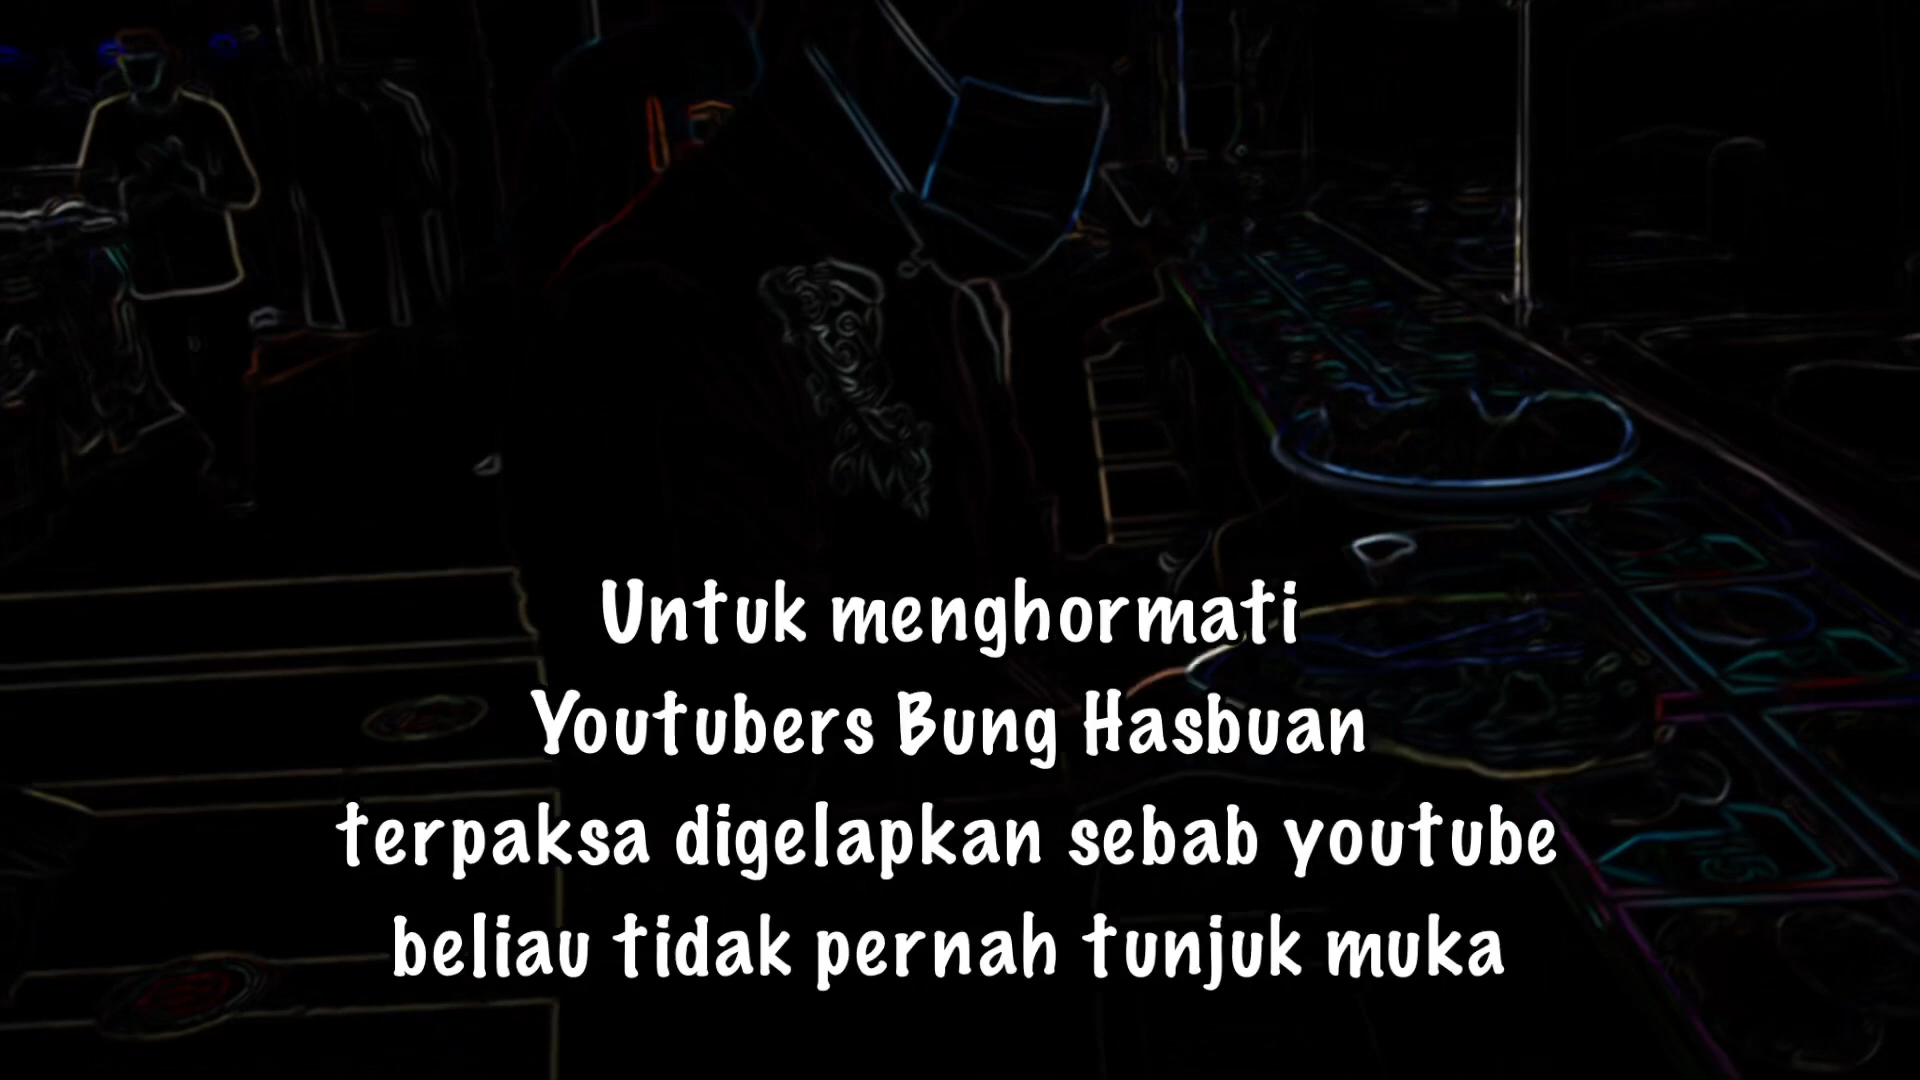 Untuk menghormati
Youtubers Bung Hasbuan
terpaksa digelapkan sebab youtube
beliau tidak pernah tunjuk muka